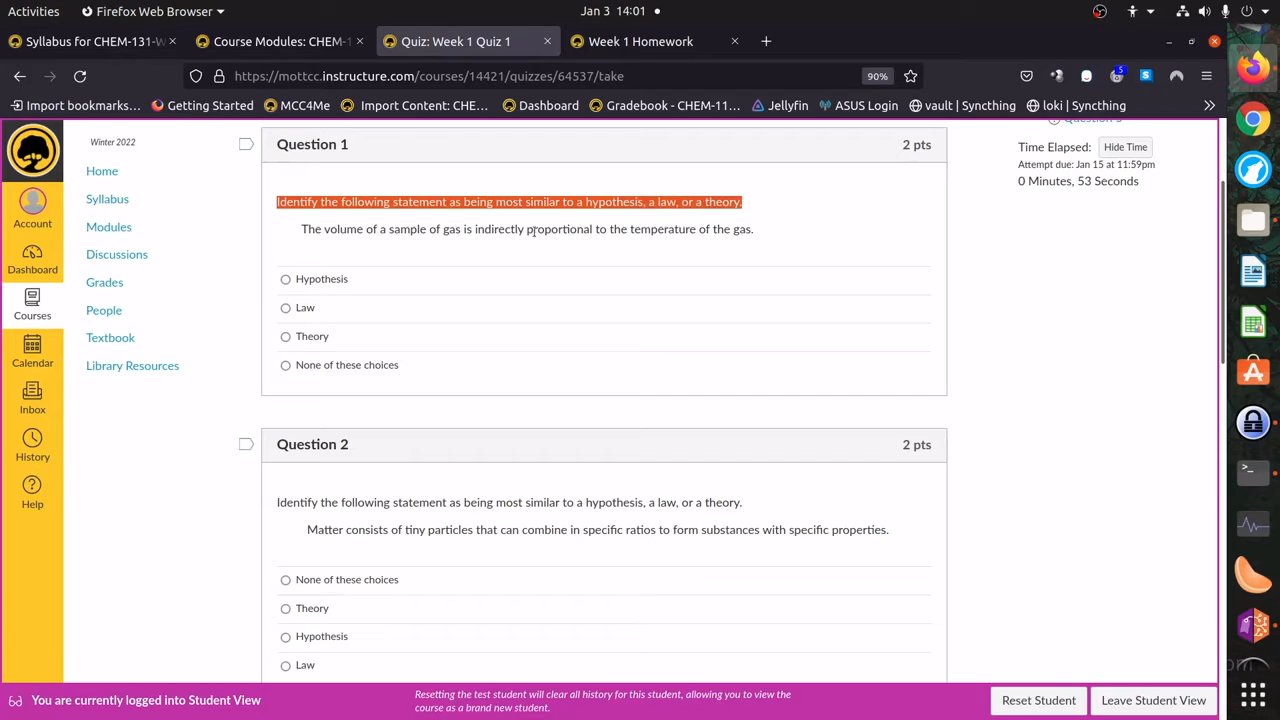 Activities
Firefox Web Browser
Jan 3 14:01
Syllabus for CHEM-131-W
Course Modules: CHEM-1
Quiz: Week 1 Quiz 1
Week 1 Homework
https://mottcc.instructure.com/courses/14421/quizzes/64537/take
90%
5
Import bookmarks...
Getting Started
MCC4Me
Import Content: CHE...
Dashboard
Gradebook - CHEM-11...
Jellyfin
ASUS Login
vault | Syncthing
loki | Syncthing
Account
Dashboard
Courses
Calendar
Inbox
History
Help
Winter 2022
Home
Syllabus
Modules
Discussions
Grades
People
Textbook
Library Resources
Question 1
2 pts
Identify the following statement as being most similar to a hypothesis, a law, or a theory.
The volume of a sample of gas is indirectly proportional to the temperature of the gas.
Hypothesis
Law
Theory
None of these choices
Question 2
2 pts
Identify the following statement as being most similar to a hypothesis, a law, or a theory.
Matter consists of tiny particles that can combine in specific ratios to form substances with specific properties.
None of these choices
Theory
Hypothesis
Law
Time Elapsed:
Hide Time
Attempt due: Jan 15 at 11:59pm
0 Minutes, 53 Seconds
You are currently logged into Student View
Resetting the test student will clear all history for this student, allowing you to view the
course as a brand new student.
Reset Student
Leave Student View